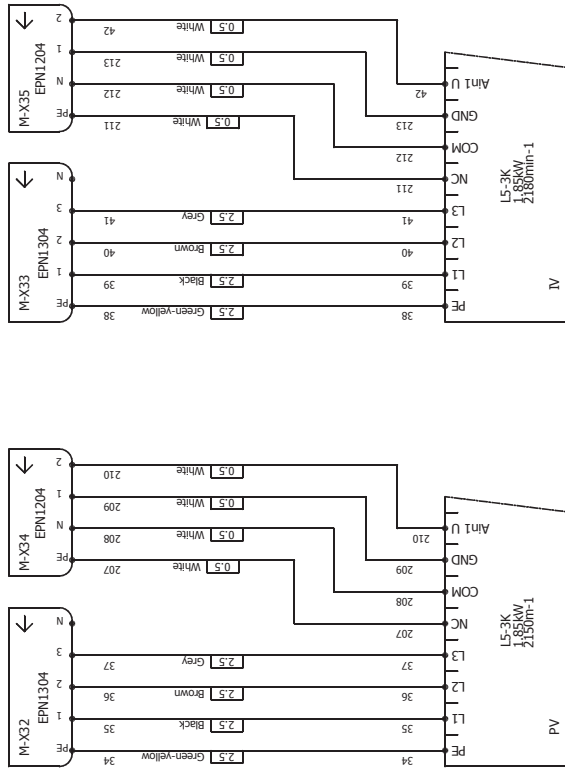 M-X35
EPN1204
2
42
White
0.5
42
Ain1 U
1
213
White
0.5
213
GND
N
212
White
0.5
212
COM
PE
211
White
0.5
211
NC
M-X33
EPN1304
N
3
41
Grey
2.5
41
L3
2
40
Brown
2.5
40
L2
1
39
Black
2.5
39
L1
PE
38
Green-yellow
2.5
38
PE
L5-3K
1.85kW
2180min-1
IV
M-X34
EPN1204
2
210
White
0.5
210
Ain1 U
1
209
White
0.5
209
GND
N
208
White
0.5
208
COM
PE
207
White
0.5
207
NC
M-X32
EPN1304
N
3
37
Grey
2.5
37
L3
2
36
Brown
2.5
36
L2
1
35
Black
2.5
35
L1
PE
34
Green-yellow
2.5
34
PE
L5-3K
1.85kW
2150m-1
PV